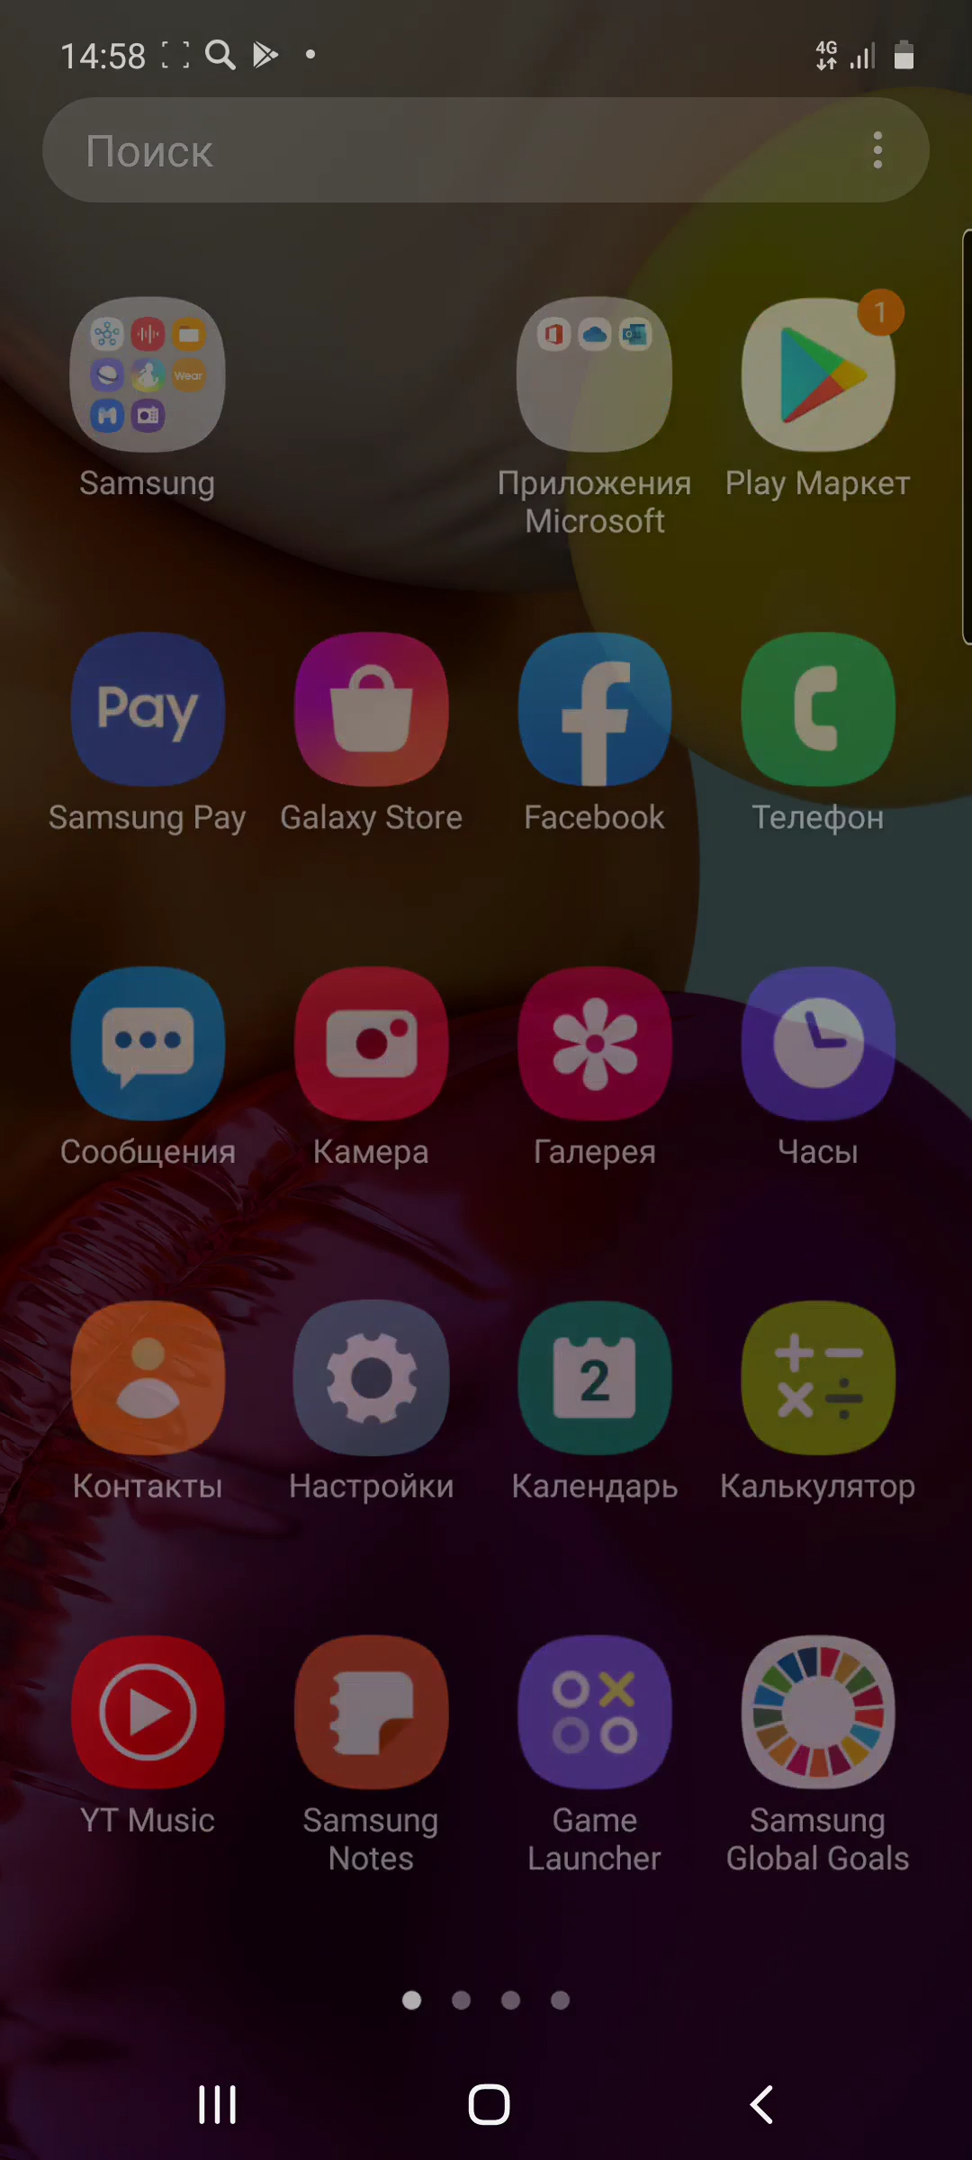 14:58
4G
Поиск
1
Wear
Samsung
Приложения
Microsoft
Play Маркет
Pay
Samsung Pay
Galaxy Store
Facebook
Телефон
Сообщения
Камера
Галерея
Часы
2
Контакты
Настройки
Календарь
Калькулятор
YT Music
Samsung
Notes
Game
Launcher
Samsung
Global Goals